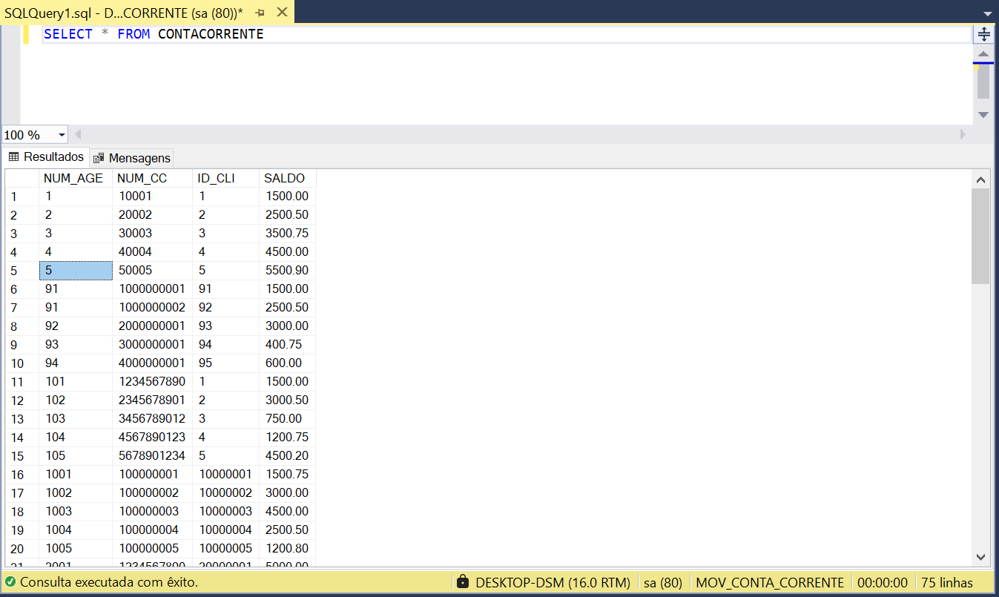 SQLQuery1.sql - D...CORRENTE (sa (80))*
SELECT * FROM CONTACORRENTE
100 %
Resultados Mensagens
NUM_AGE NUM_CC ID_CLI SALDO
1 1 10001 1 1500.00
2 2 20002 2 2500.50
3 3 30003 3 3500.75
4 4 40004 4 4500.00
5 5 50005 5 5500.90
6 91 1000000001 91 1500.00
7 91 1000000002 92 2500.50
8 92 2000000001 93 3000.00
9 93 3000000001 94 400.75
10 94 4000000001 95 600.00
11 101 1234567890 1 1500.00
12 102 2345678901 2 3000.50
13 103 3456789012 3 750.00
14 104 4567890123 4 1200.75
15 105 5678901234 5 4500.20
16 1001 100000001 10000001 1500.75
17 1002 100000002 10000002 3000.00
18 1003 100000003 10000003 4500.00
19 1004 100000004 10000004 2500.50
20 1005 100000005 10000005 1200.80
21 2001 1234567890 20000001 5000.00
Consulta executada com êxito. DESKTOP-DSM (16.0 RTM) sa (80) MOV_CONTA_CORRENTE 00:00:00 75 linhas